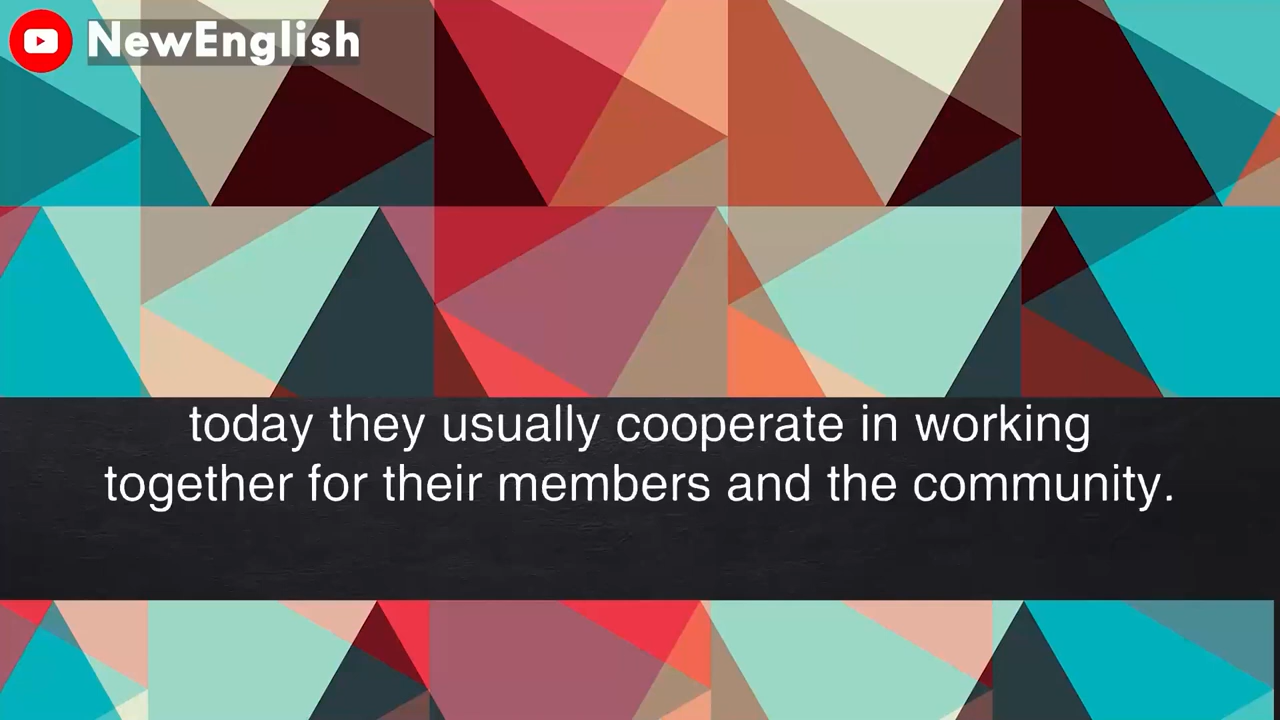 NewEnglish
today they usually cooperate in working
together for their members and the community.